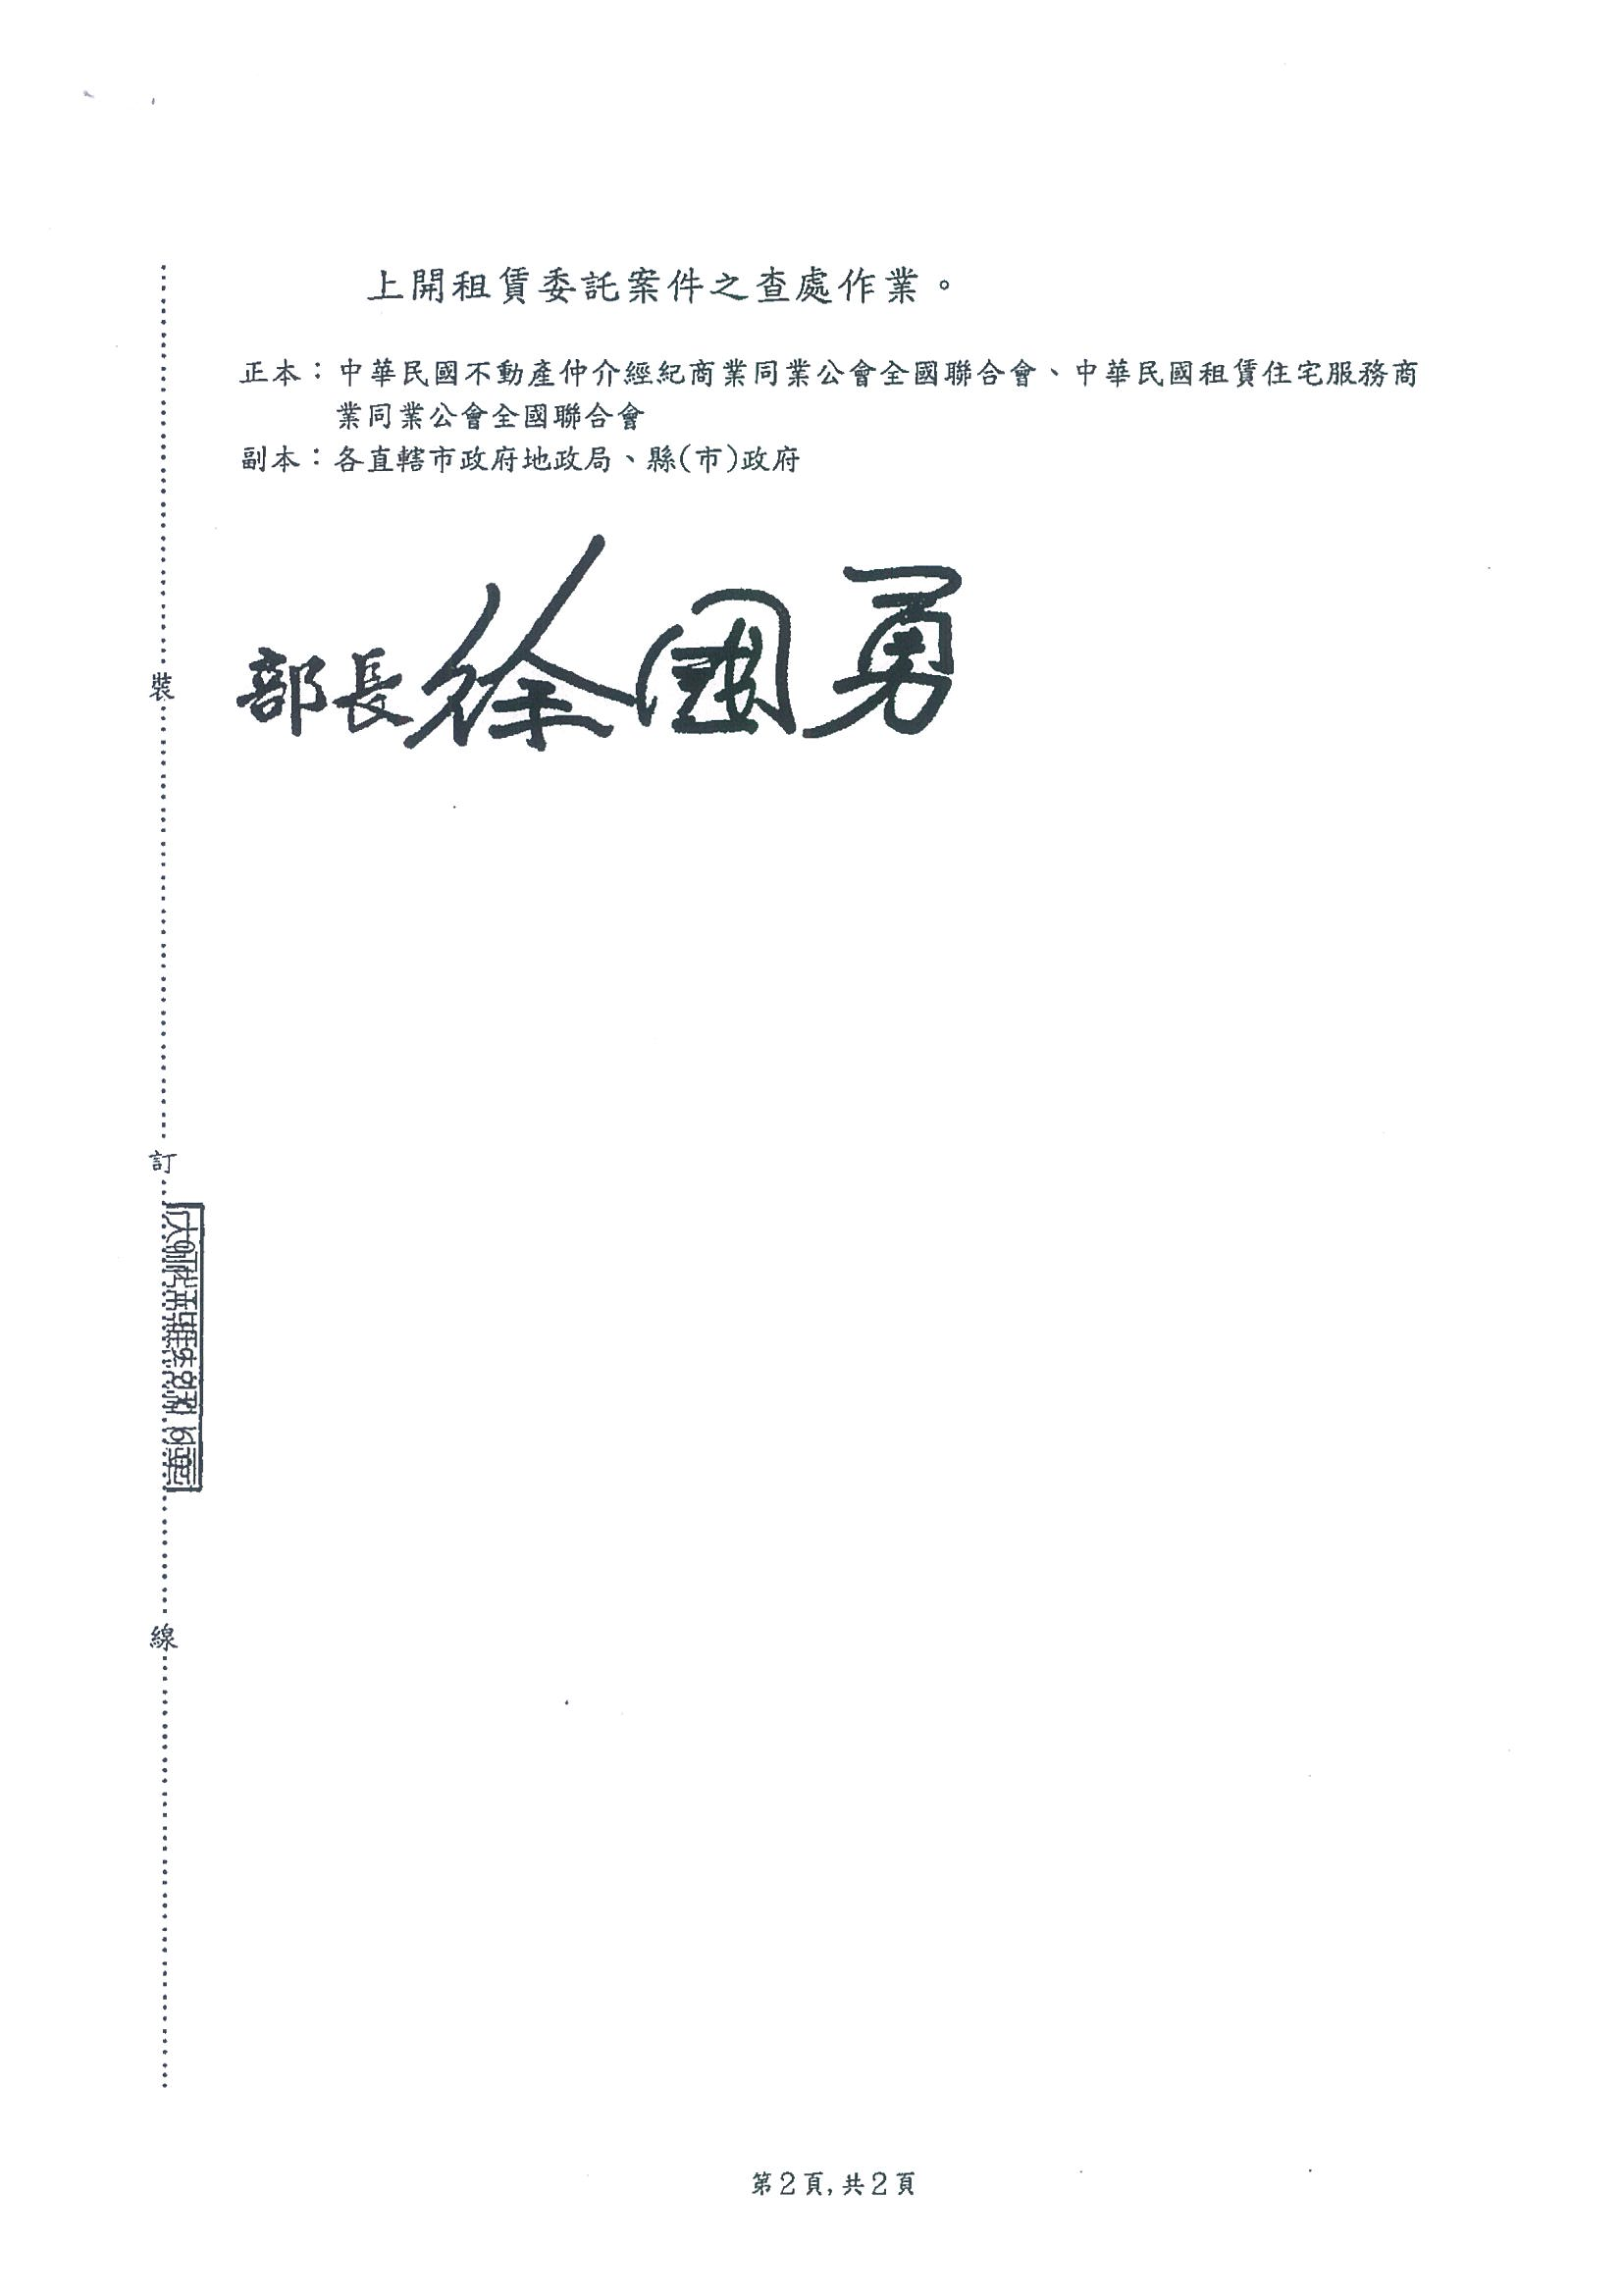 上開租賃委託案件之查處作業。
正本：中華民國不動產仲介經紀商業同業公會全國聯合會、中華民國租賃住宅服務商
業同業公會全國聯合會
副本：各直轄市政府地政局、縣(市)政府
部長徐國勇
裝
訂
線
第2頁,共2頁